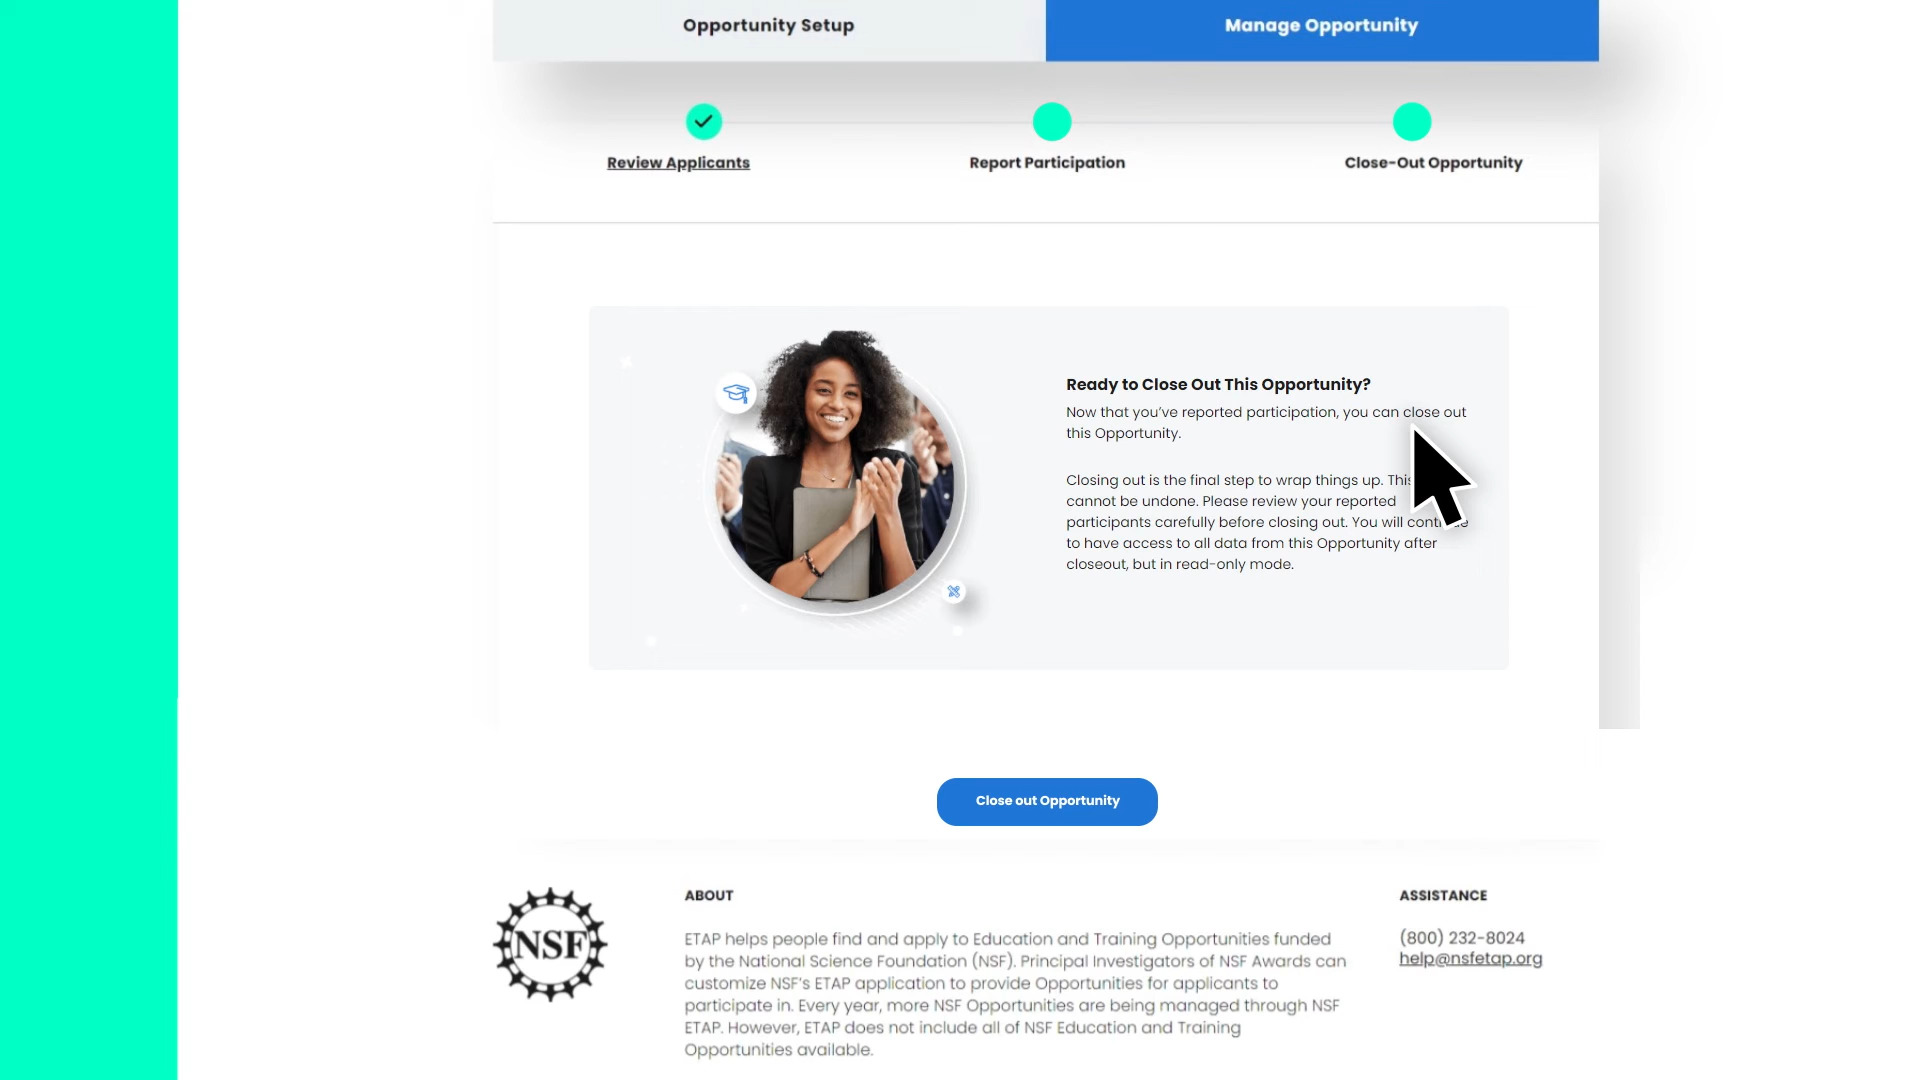 Opportunity Setup
Manage Opportunity
Review Applicants
Report Participation
Close-Out Opportunity
Ready to Close Out This Opportunity?
Now that you've reported participation, you can close out
this Opportunity.
Closing out is the final step to wrap things up. This
cannot be undone. Please review your reported
participants carefully before closing out. You will continue
to have access to all data from this Opportunity after
closeout, but in read-only mode.
Close out Opportunity
NSF
ABOUT
ETAP helps people find and apply to Education and Training Opportunities funded
by the National Science Foundation (NSF). Principal Investigators of NSF Awards can
customize NSF's ETAP application to provide Opportunities for applicants to
participate in. Every year, more NSF Opportunities are being managed through NSF
ETAP. However, ETAP does not include all of NSF Education and Training
Opportunities available.
ASSISTANCE
(800) 232-8024
help@nsfetap.org